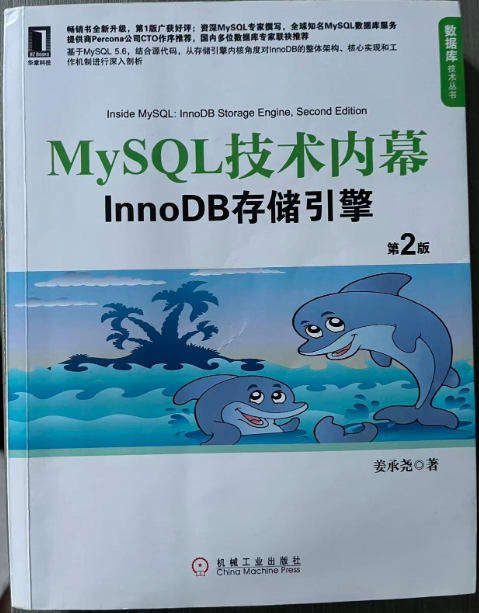 华章科技
畅销书全新升级，第1版广获好评；资深MySQL专家撰写，全球知名MySQL数据库服务
提供商Percona公司CTO作序推荐，国内多位数据库专家联袂推荐
基于MySQL 5.6，结合源代码，从存储引擎内核角度对InnoDB的整体架构、核心实现和工
作机制进行深入剖析
数据库
技术丛书
Inside MySQL: InnoDB Storage Engine, Second Edition
MySQL技术内幕
InnoDB存储引擎
第2版
姜承尧◎著
机械工业出版社
China Machine Press